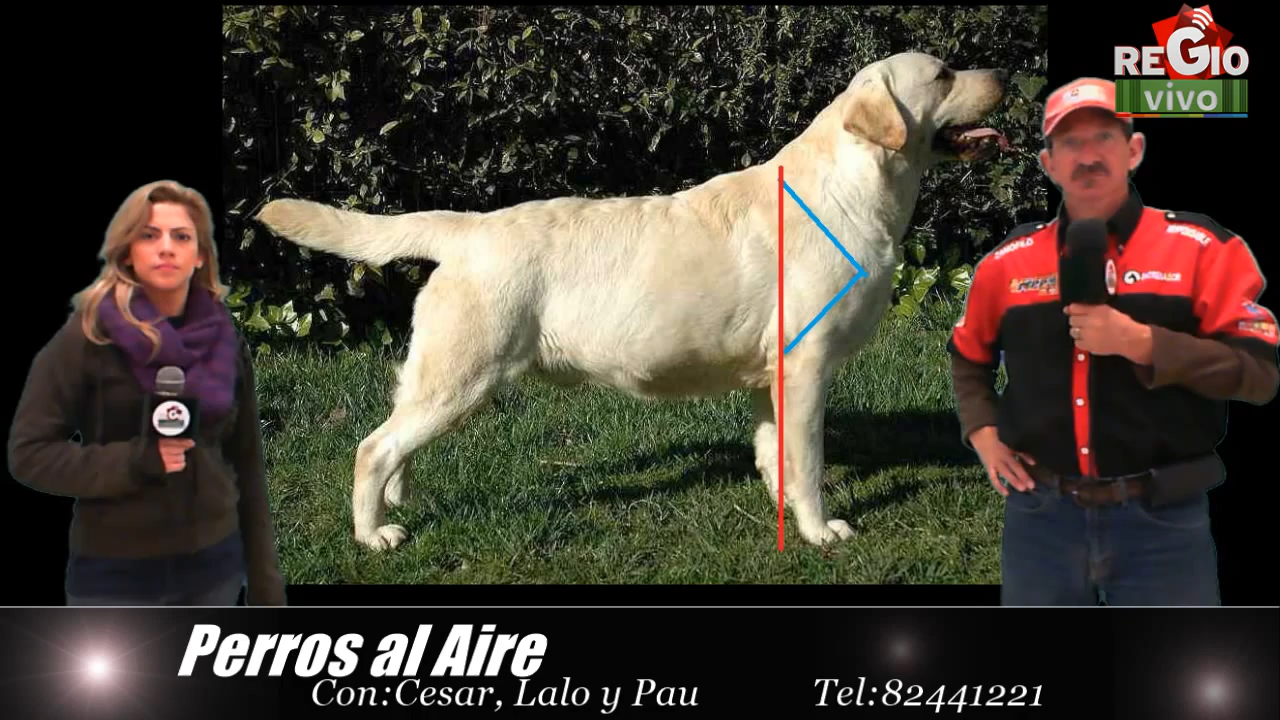 REGIO
vivo
Perros al Aire
Con:Cesar, Lalo y Pau
Tel:82441221